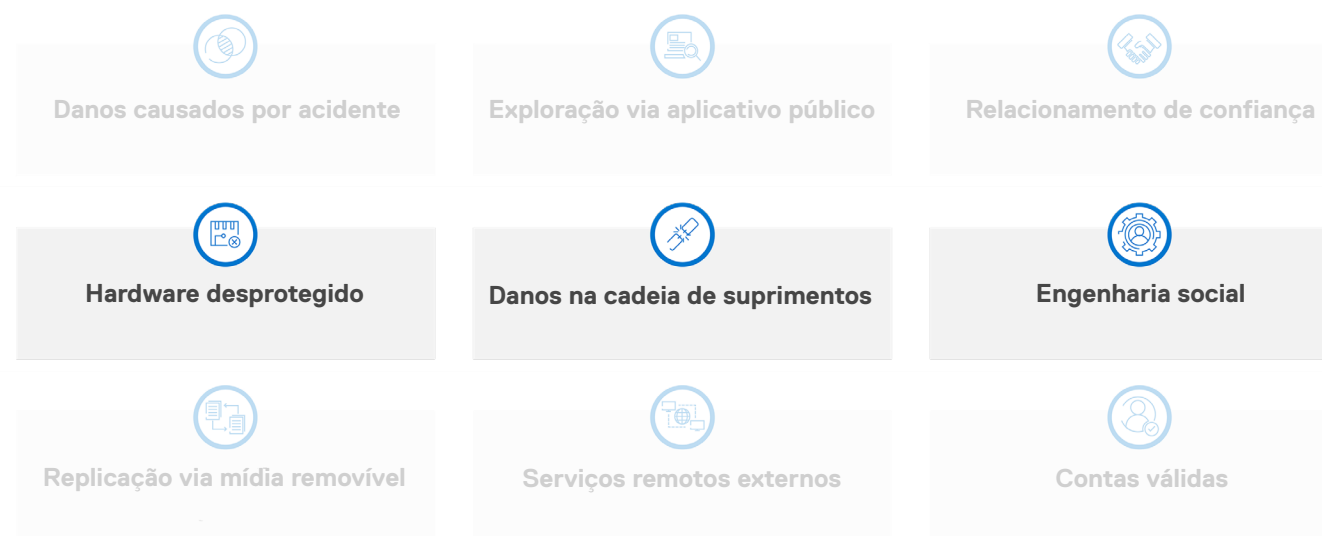 Danos causados por acidente
Exploração via aplicativo público
Relacionamento de confiança
Hardware desprotegido
Danos na cadeia de suprimentos
Engenharia social
Replicação via mídia removível
Serviços remotos externos
Contas válidas